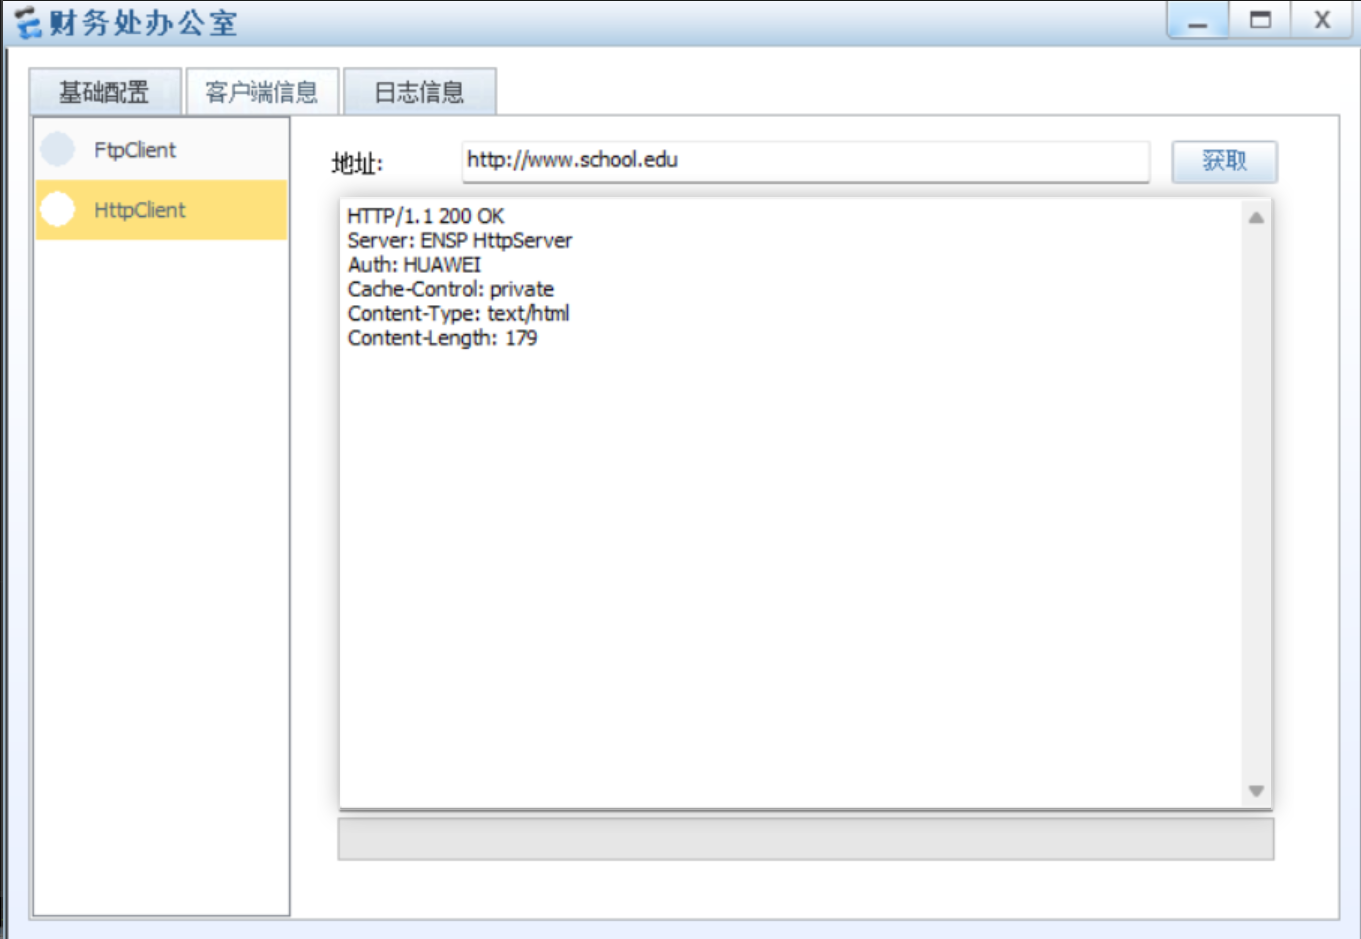 财务处办公室
基础配置 客户端信息 日志信息
FtpClient
HttpClient
地址: http://www.school.edu 获取
HTTP/1.1 200 OK
Server: ENSP HttpServer
Auth: HUAWEI
Cache-Control: private
Content-Type: text/html
Content-Length: 179